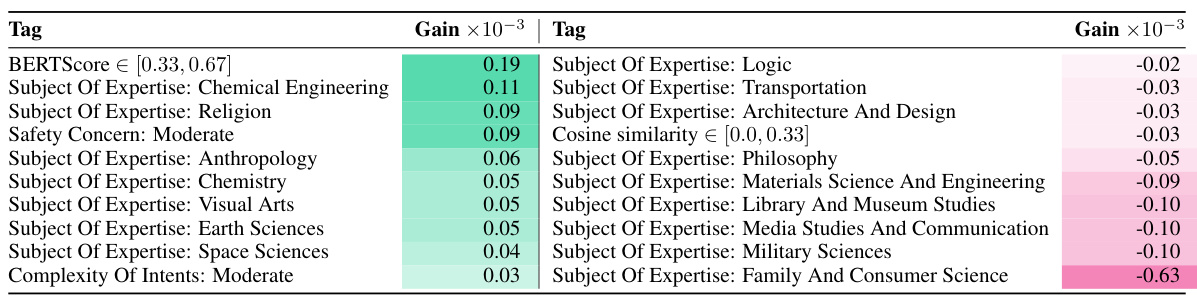 Tag Gain ×10⁻³ Tag Gain ×10⁻³
BERTScore ∈ [0.33, 0.67] 0.19 Subject Of Expertise: Logic -0.02
Subject Of Expertise: Chemical Engineering 0.11 Subject Of Expertise: Transportation -0.03
Subject Of Expertise: Religion 0.09 Subject Of Expertise: Architecture And Design -0.03
Safety Concern: Moderate 0.09 Cosine similarity ∈ [0.0, 0.33] -0.03
Subject Of Expertise: Anthropology 0.06 Subject Of Expertise: Philosophy -0.05
Subject Of Expertise: Chemistry 0.05 Subject Of Expertise: Materials Science And Engineering -0.09
Subject Of Expertise: Visual Arts 0.05 Subject Of Expertise: Library And Museum Studies -0.10
Subject Of Expertise: Earth Sciences 0.05 Subject Of Expertise: Media Studies And Communication -0.10
Subject Of Expertise: Space Sciences 0.04 Subject Of Expertise: Military Sciences -0.10
Complexity Of Intents: Moderate 0.03 Subject Of Expertise: Family And Consumer Science -0.63